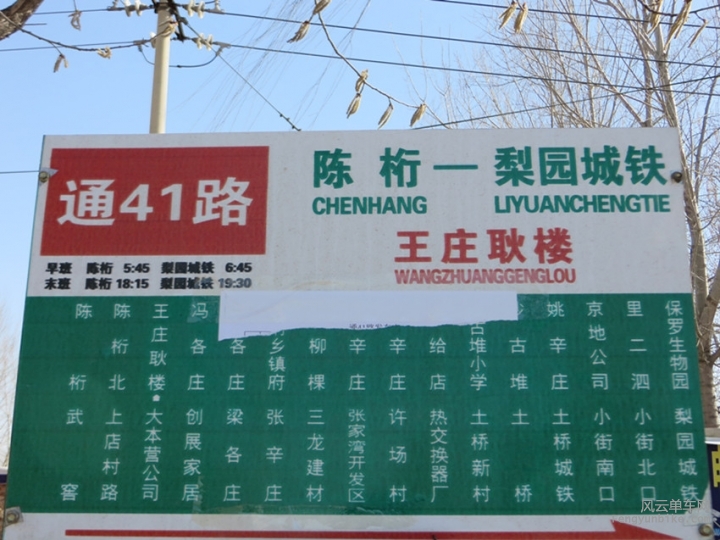 通41路
早班 陈桁 5:45 梨园城铁 6:45
末班 陈桁 18:15 梨园城铁 19:30
陈桁—梨园城铁
CHENHANG LIYUANCHENGTIE
王庄耿楼
WANGZHUANGGENGLOU
陈桁
陈桁北
王庄耿楼
冯各庄
各庄
乡镇府
柳棵
辛庄
辛庄
给店
古堆小学
古堆
姚辛庄
京地公司
里二泗
保罗生物园
武窑
上店村路
大本营公司
创展家居
梁各庄
张辛庄
三龙建材
张家湾开发区
许场村
热交换器厂
土桥新村
土桥
土桥城铁
小街南口
小街北口
梨园城铁
风云单车